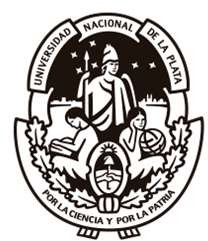 UNIVERSIDAD NACIONAL DE LA PLATA
POR LA CIENCIA Y POR LA PATRIA